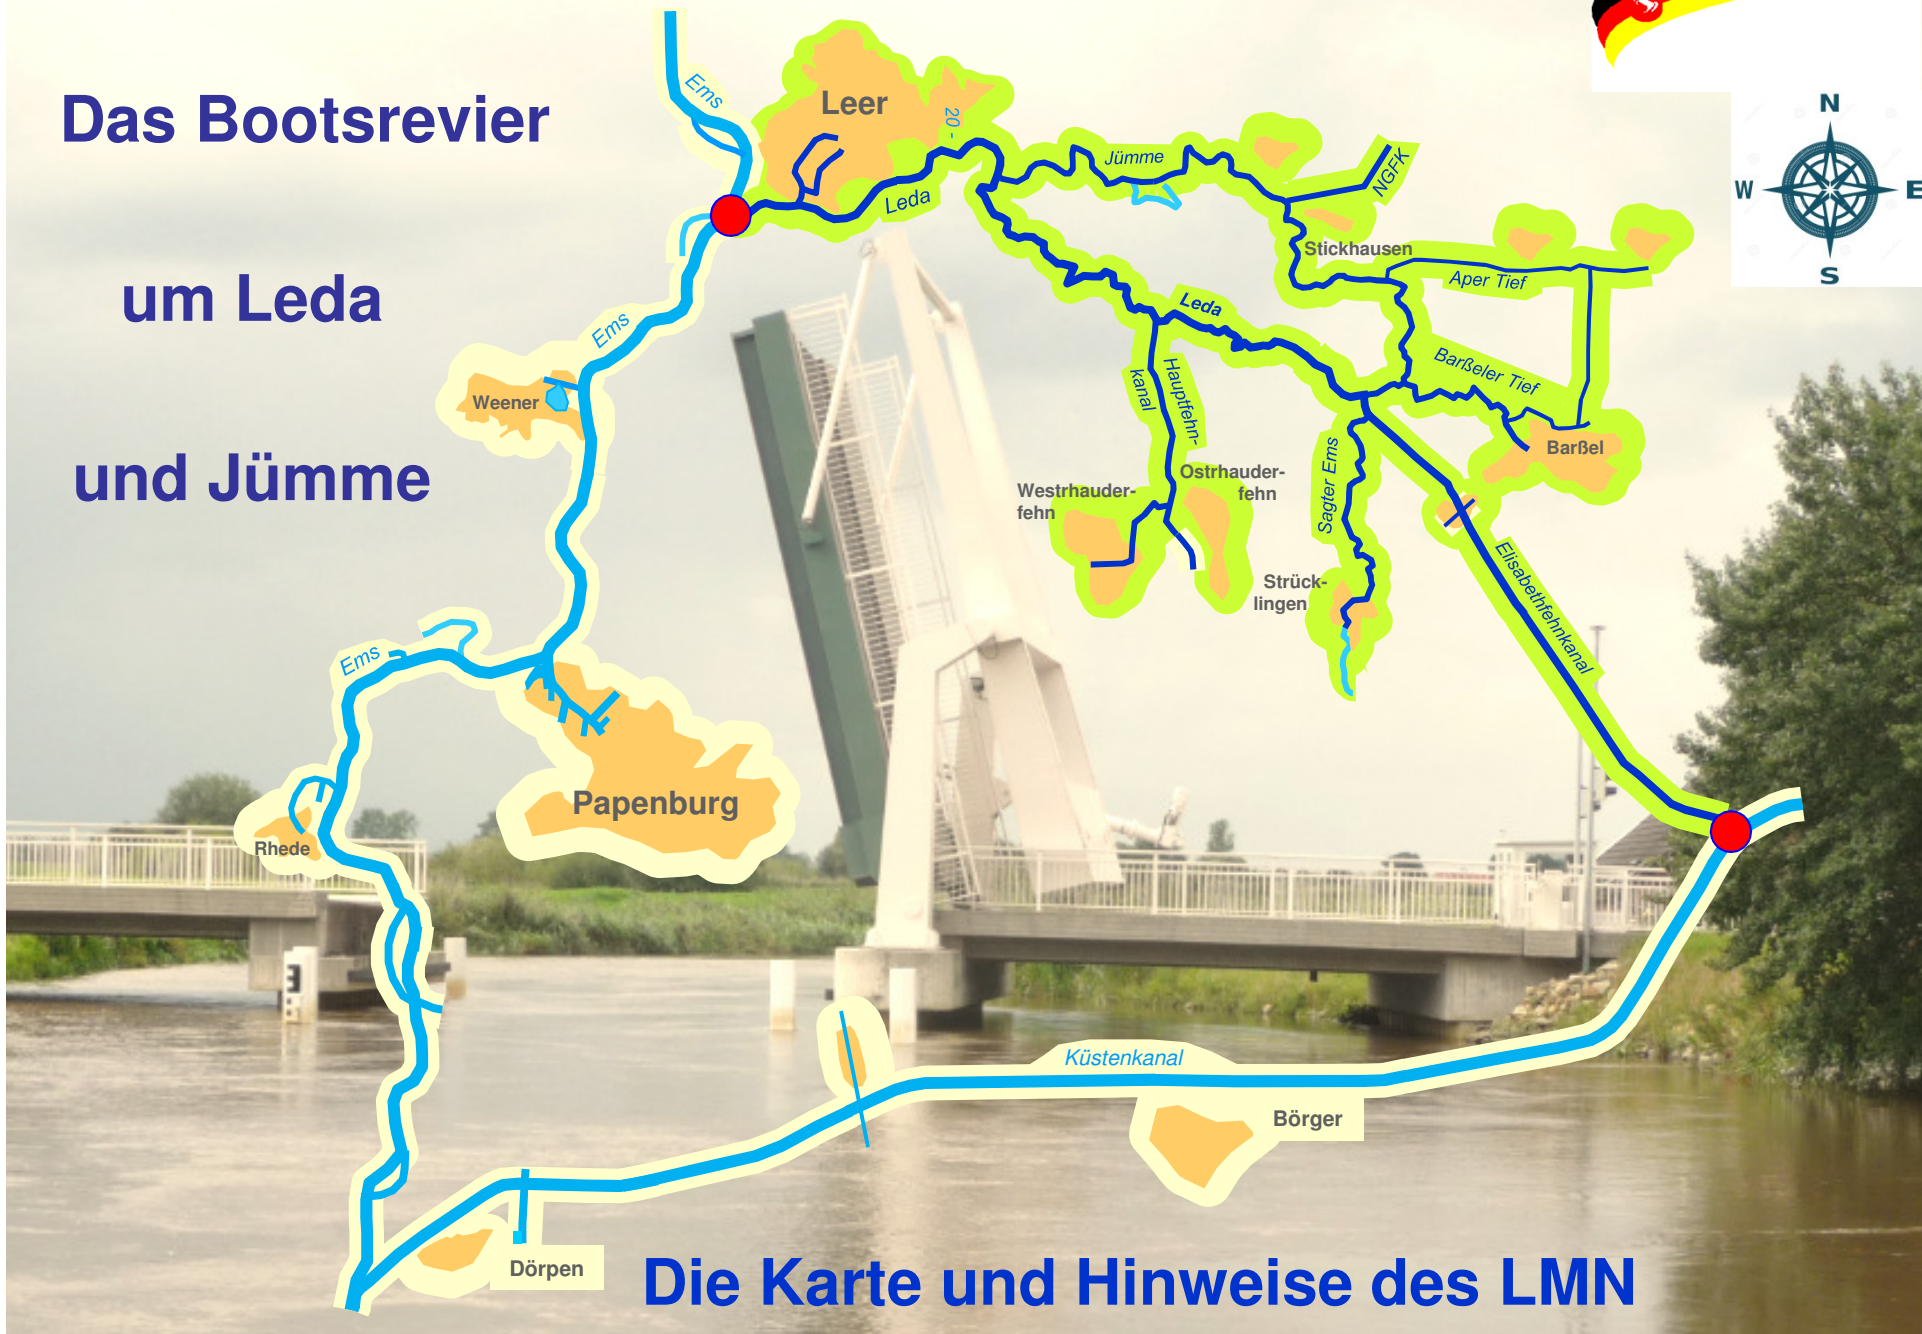 Das Bootsrevier
um Leda
und Jümme
Ems
Leer
20 -
Leda
Jümme
NGFK
N
W
E
S
Stickhausen
Aper Tief
Ems
Leda
Barßeler Tief
Weener
Hauptfehn-
kanal
Barßel
Westrhauder-
fehn
Ostrhauder-
fehn
Sagter Ems
Strück-
lingen
Elisabethfehnkanal
Ems
Papenburg
Rhede
Küstenkanal
Börger
Dörpen
Die Karte und Hinweise des LMN